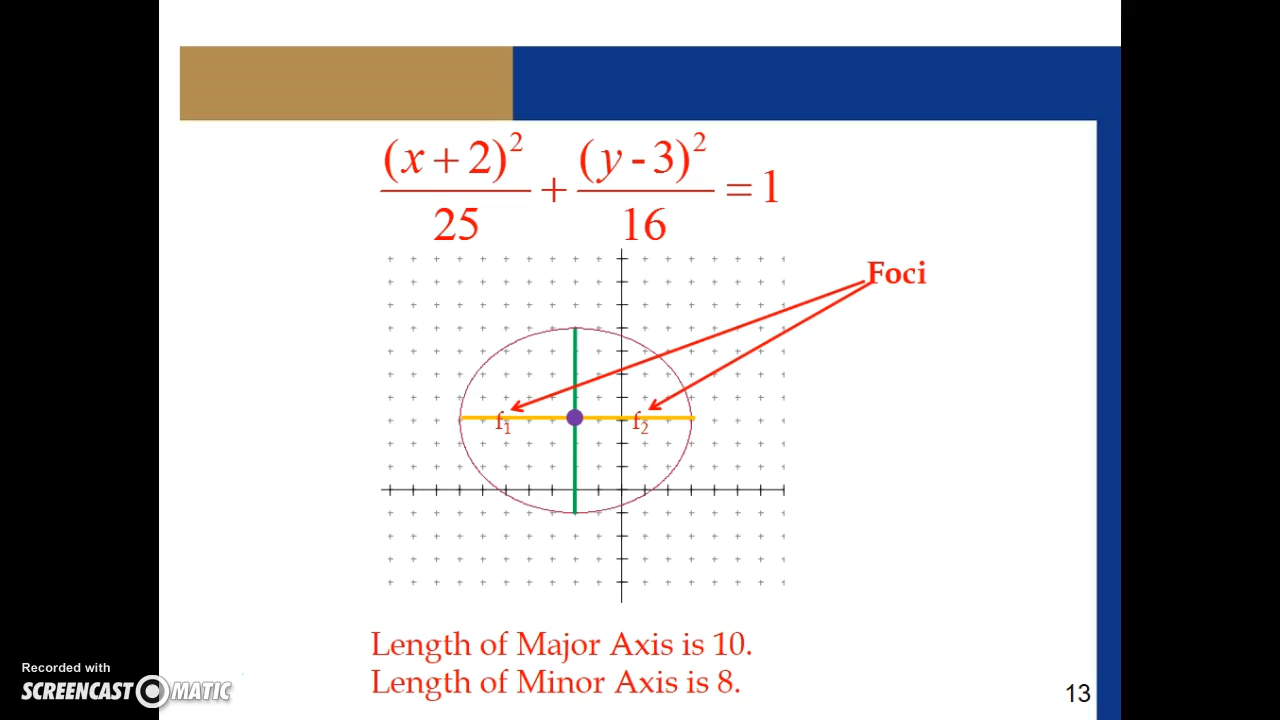 (x + 2)² / 25 + (y - 3)² / 16 = 1
Foci
f₁ f₂
Length of Major Axis is 10.
Length of Minor Axis is 8.
Recorded with
SCREENCAST O MATIC
13